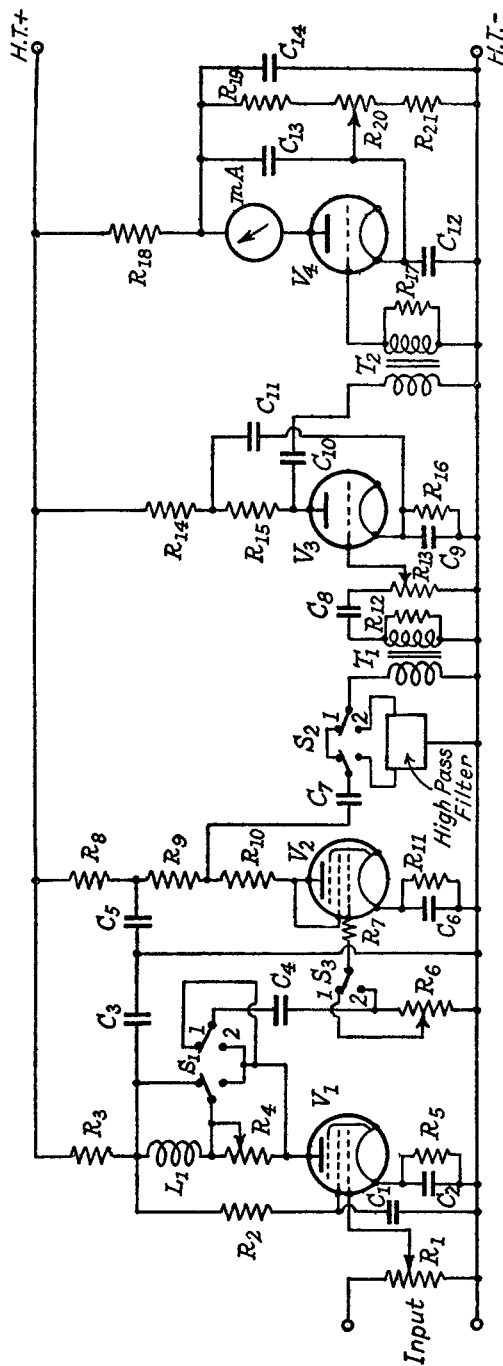 H.T.+
R3
R8
R14
R18
C3
C5
R9
R10
C11
C10
R15
mA
C13
R19
C14
R20
R21
L1
S1
1
2
R4
R2
C4
S3
1
2
R6
R7
V1
V2
V3
V4
C7
S2
1
2
High Pass
Filter
T1
R12
C8
R13
C9
R16
T2
R17
C12
C6
R11
C1
C2
R5
R1
Input
H.T.-